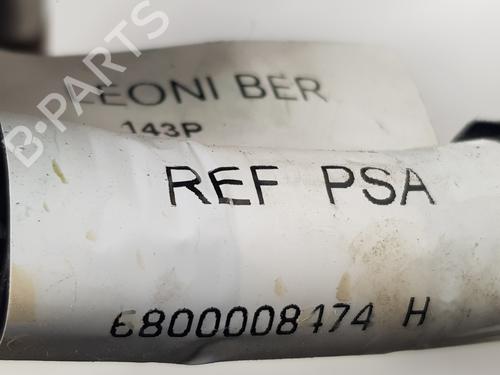 B-PARTS
LEONI BER
143P
REF PSA
6800008474 H